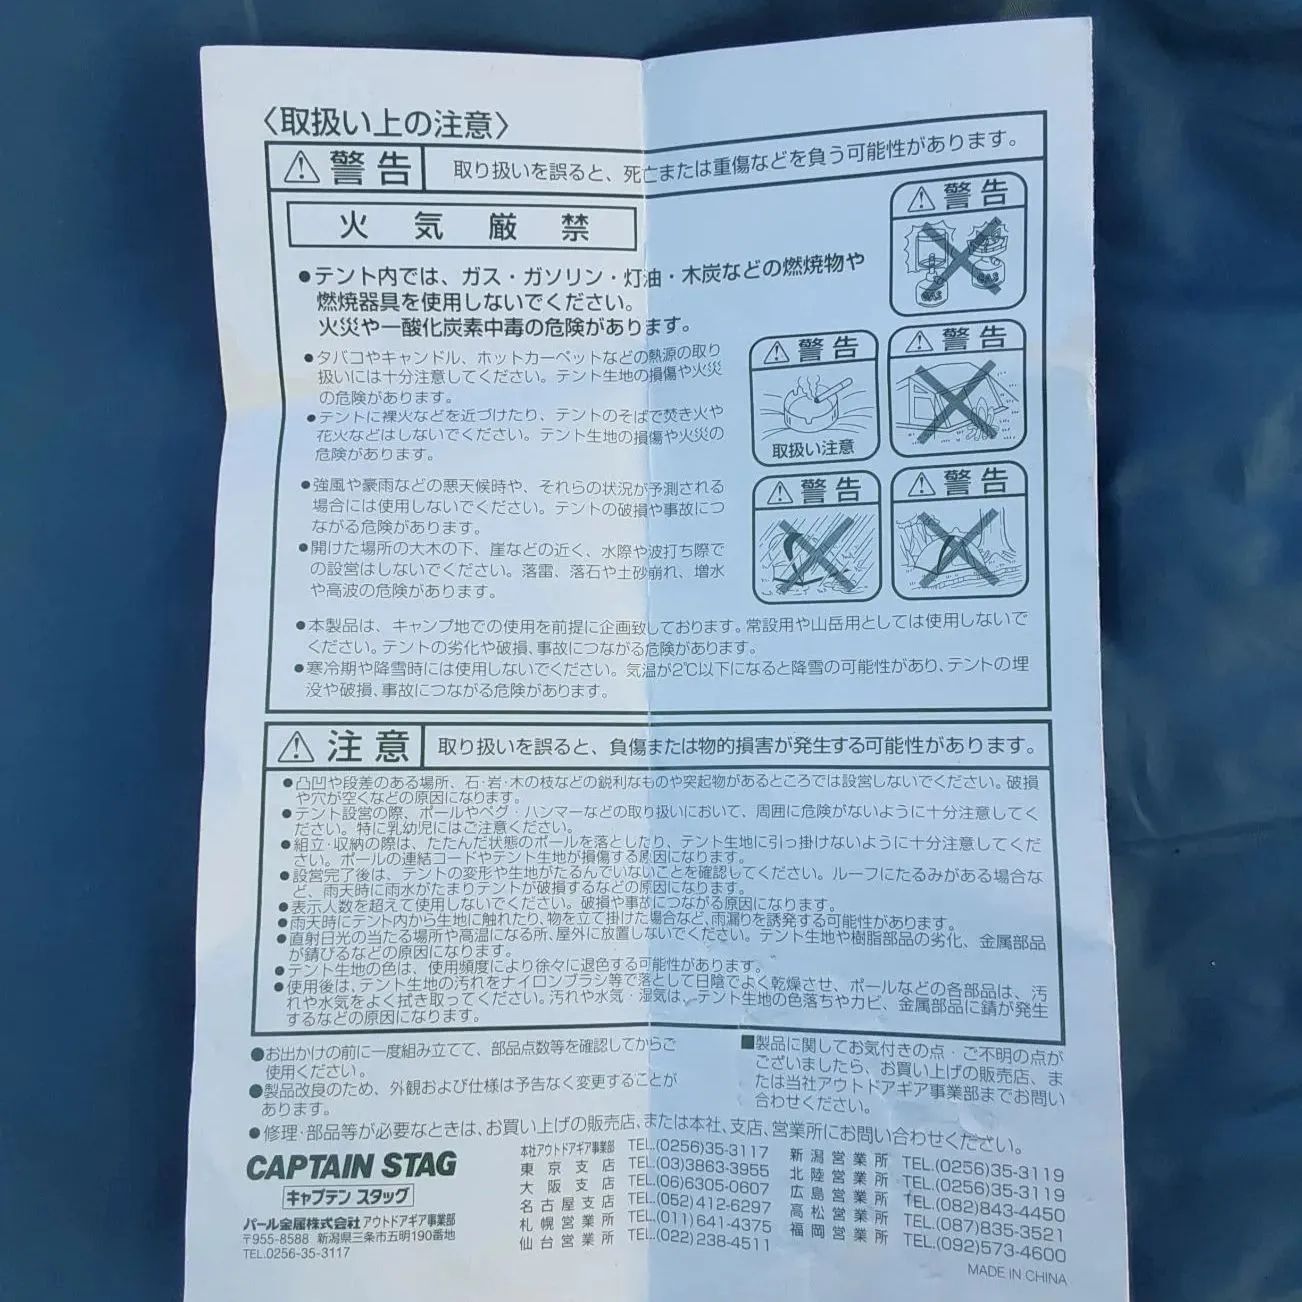 〈取扱い上の注意〉
⚠警告 取り扱いを誤ると、死亡または重傷などを負う可能性があります。
火気厳禁
●テント内では、ガス・ガソリン・灯油・木炭などの燃焼物や
燃焼器具を使用しないでください。
火災や一酸化炭素中毒の危険があります。
●タバコやキャンドル、ホットカーペットなどの熱源の取り
扱いには十分注意してください。テント生地の損傷や火災
の危険があります。
●テントに裸火などを近づけたり、テントのそばで焚き火や
花火などはしないでください。テント生地の損傷や火災の
危険があります。
●強風や豪雨などの悪天候時や、それらの状況が予測される
場合には使用しないでください。テントの破損や事故につ
ながる危険があります。
●開けた場所の大木の下、崖などの近く、水際や波打ち際で
の設営はしないでください。落雷、落石や土砂崩れ、増水
や高波の危険があります。
⚠警告
GAS
GAS
⚠警告
取扱い注意
⚠警告
⚠警告
⚠警告
●本製品は、キャンプ地での使用を前提に企画致しております。常設用や山岳用としては使用しないで
ください。テントの劣化や破損、事故につながる危険があります。
●寒冷期や降雪時には使用しないでください。気温が2℃以下になると降雪の可能性があり、テントの埋
没や破損、事故につながる危険があります。
⚠注意 取り扱いを誤ると、負傷または物的損害が発生する可能性があります。
●凸凹や段差のある場所、石・岩・木の枝などの鋭利なものや突起物があるところでは設営しないでください。破損
や穴が空くなどの原因になります。
●テント設営の際、ポールやペグ・ハンマーなどの取り扱いにおいて、周囲に危険がないように十分注意してく
ださい。特に乳幼児にはご注意ください。
●組立・収納の際は、たたんだ状態のポールを落としたり、テント生地に引っ掛けないように十分注意してくだ
さい。ポールの連結コードやテント生地が損傷する原因になります。
●設営完了後は、テントの変形や生地がたるんでいないことを確認してください。ルーフにたるみがある場合な
ど、雨天時に雨水がたまりテントが破損するなどの原因になります。
●表示人数を超えて使用しないでください。破損や事故につながる原因になります。
●雨天時にテント内から生地に触れたり、物を立て掛けた場合など、雨漏りを誘発する可能性があります。
●直射日光の当たる場所や高温になる所、屋外に放置しないでください。テント生地や樹脂部品の劣化、金属部品
が錆びるなどの原因になります。
●テント生地の色は、使用頻度により徐々に退色する可能性があります。
●使用後は、テント生地の汚れをナイロンブラシ等で落として日陰でよく乾燥させ、ポールなどの各部品は、汚
れや水気をよく拭き取ってください。汚れや水気・湿気は、テント生地の色落ちやカビ、金属部品に錆が発生
するなどの原因になります。
●お出かけの前に一度組み立てて、部品点数等を確認してからご
使用ください。
●製品改良のため、外観および仕様は予告なく変更することが
あります。
■製品に関してお気付きの点・ご不明の点が
ございましたら、お買い上げの販売店、ま
たは当社アウトドアギア事業部までお問い
合わせください。
●修理・部品等が必要なときは、お買い上げの販売店、または本社、支店、営業所にお問い合わせください。
CAPTAIN STAG
キャプテン スタッグ
パール金属株式会社 アウトドアギア事業部
〒955-8588 新潟県三条市五明190番地
TEL.0256-35-3117
本社アウトドアギア事業部 TEL.(0256)35-3117
東京支店 TEL.(03)3863-3955
大阪支店 TEL.(06)6305-0607
名古屋支店 TEL.(052)412-6297
札幌営業所 TEL.(011)641-4375
仙台営業所 TEL.(022)238-4511
新潟営業所 TEL.(0256)35-3119
北陸営業所 TEL.(0256)35-3119
広島営業所 TEL.(082)843-4450
高松営業所 TEL.(087)835-3521
福岡営業所 TEL.(092)573-4600
MADE IN CHINA